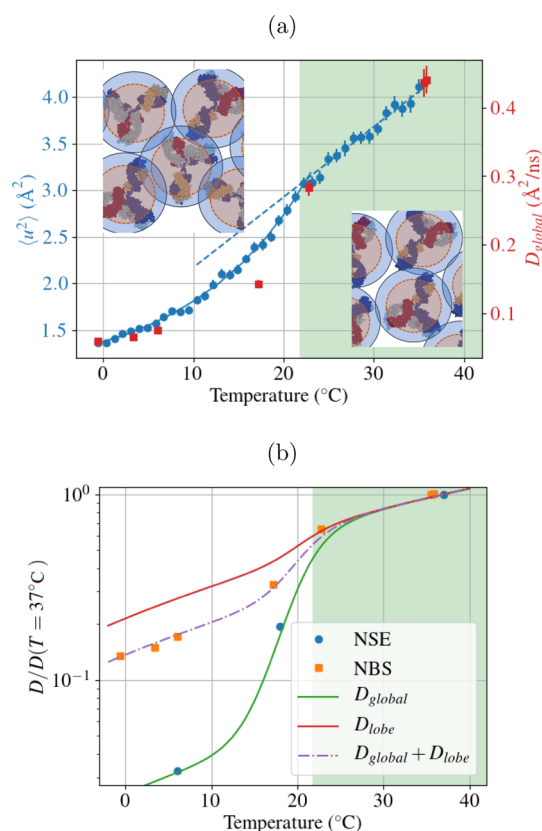 (a)
4.0
3.5
3.0
2.5
2.0
1.5
⟨u²⟩ (Å²)
0.4
0.3
0.2
0.1
D_global (Å²/ns)
0 10 20 30 40
Temperature (°C)
(b)
10⁰
10⁻¹
D/D(T = 37°C)
NSE
NBS
D_global
D_lobe
D_global + D_lobe
0 10 20 30 40
Temperature (°C)